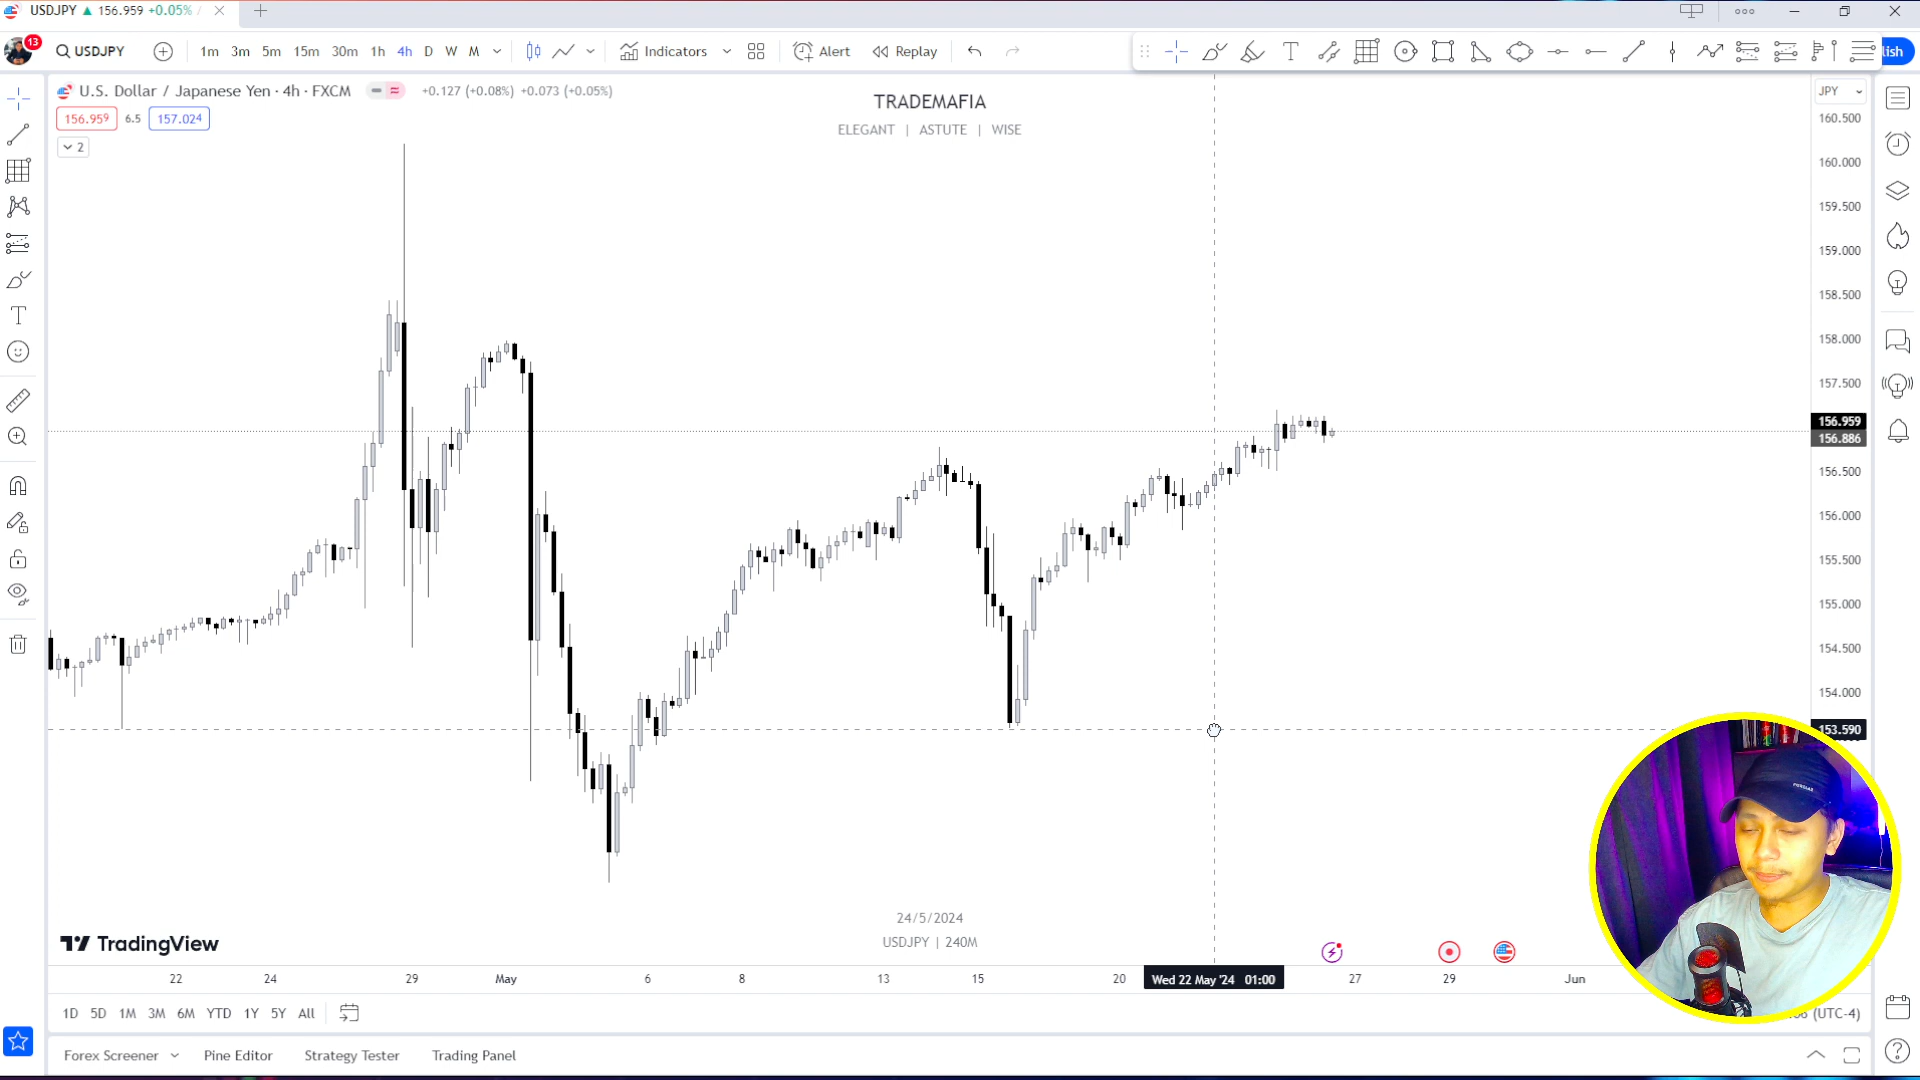 USDJPY ▲ 156.959 +0.05% /
13
USDJPY
1m 3m 5m 15m 30m 1h 4h D W M
Indicators
Alert
Replay
lish
U.S. Dollar / Japanese Yen · 4h · FXCM
+0.127 (+0.08%) +0.073 (+0.05%)
156.959 6.5 157.024
2
TRADEMAFIA
ELEGANT | ASTUTE | WISE
JPY
160.500
160.000
159.500
159.000
158.500
158.000
157.500
156.959
156.886
156.500
156.000
155.500
155.000
154.500
154.000
153.590
24/5/2024
USDJPY | 240M
TradingView
22 24 29 May 6 8 13 15 20 Wed 22 May '24 01:00 27 29 Jun
1D 5D 1M 3M 6M YTD 1Y 5Y All
(UTC-4)
Forex Screener Pine Editor Strategy Tester Trading Panel